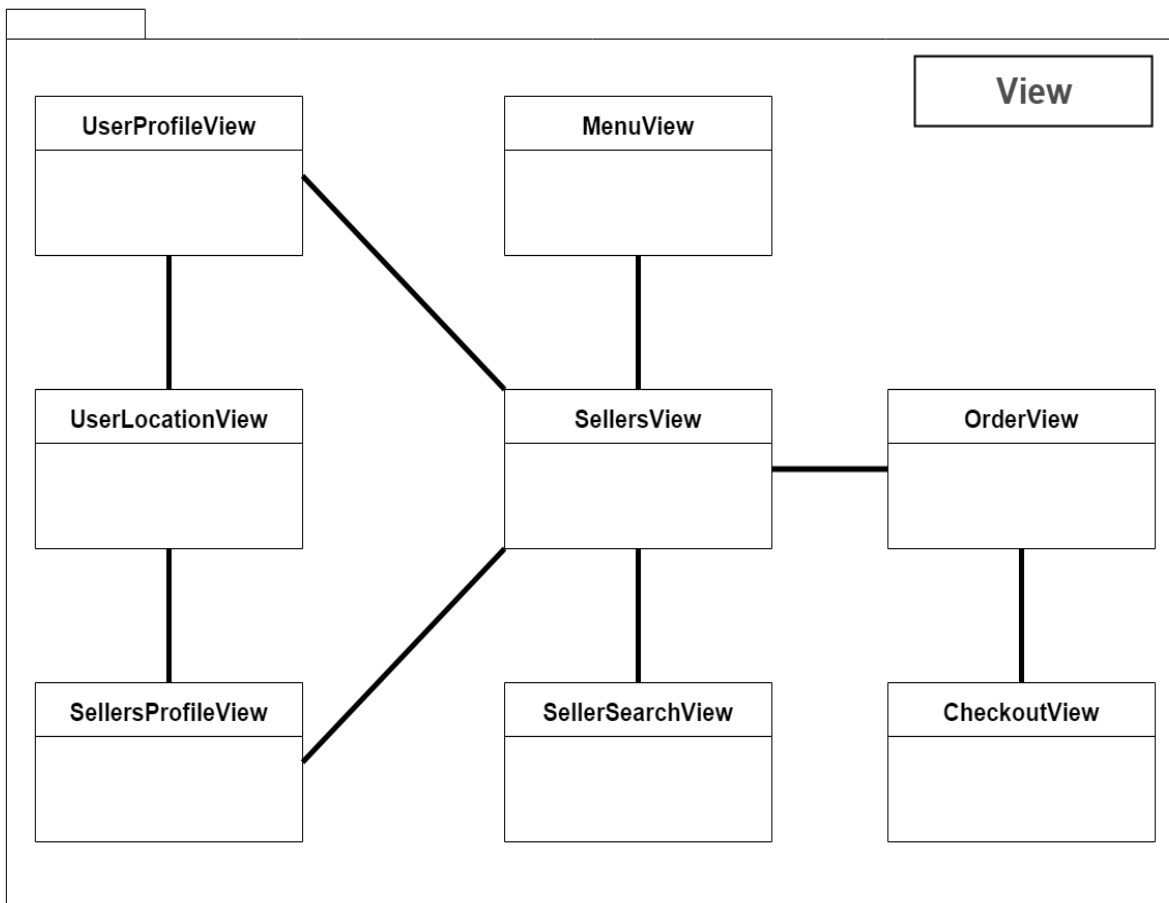 View
UserProfileView
MenuView
UserLocationView
SellersView
OrderView
SellersProfileView
SellerSearchView
CheckoutView